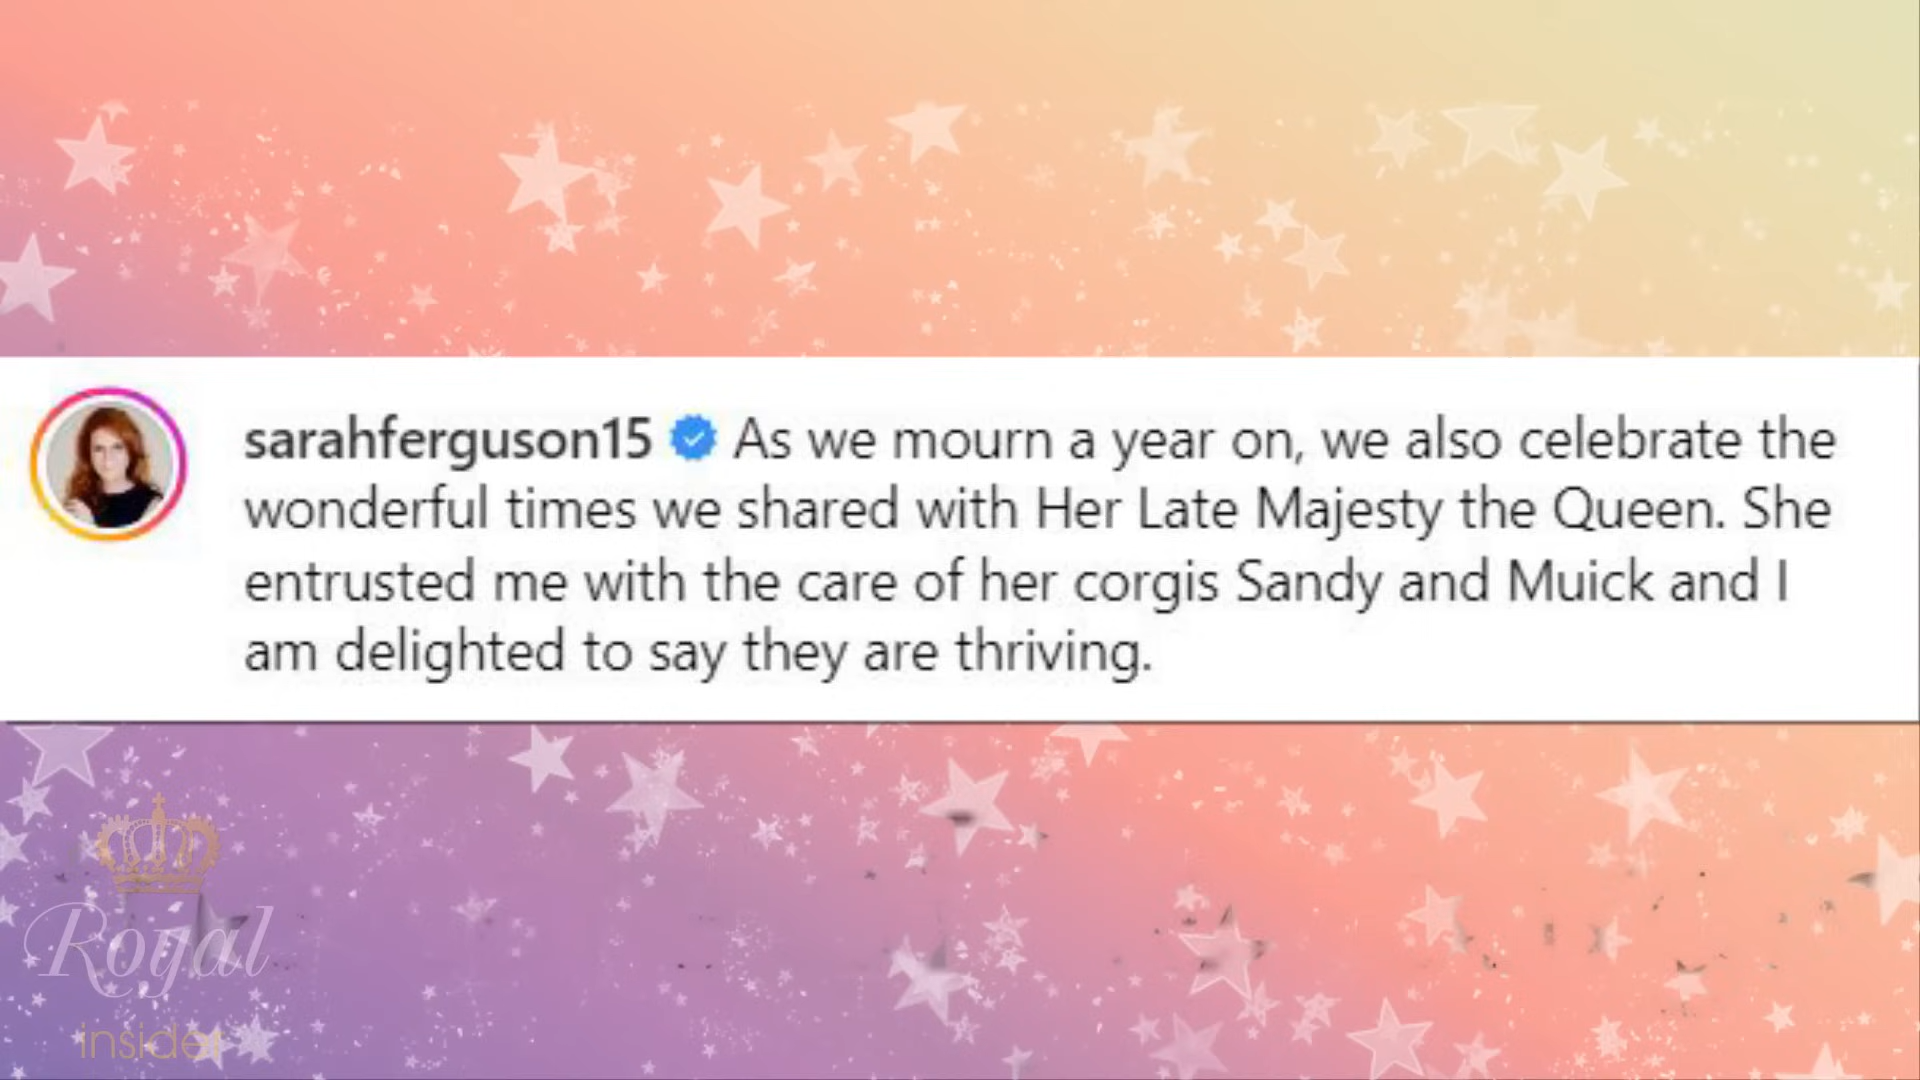 sarahferguson15 As we mourn a year on, we also celebrate the
wonderful times we shared with Her Late Majesty the Queen. She
entrusted me with the care of her corgis Sandy and Muick and I
am delighted to say they are thriving.
Royal
insider